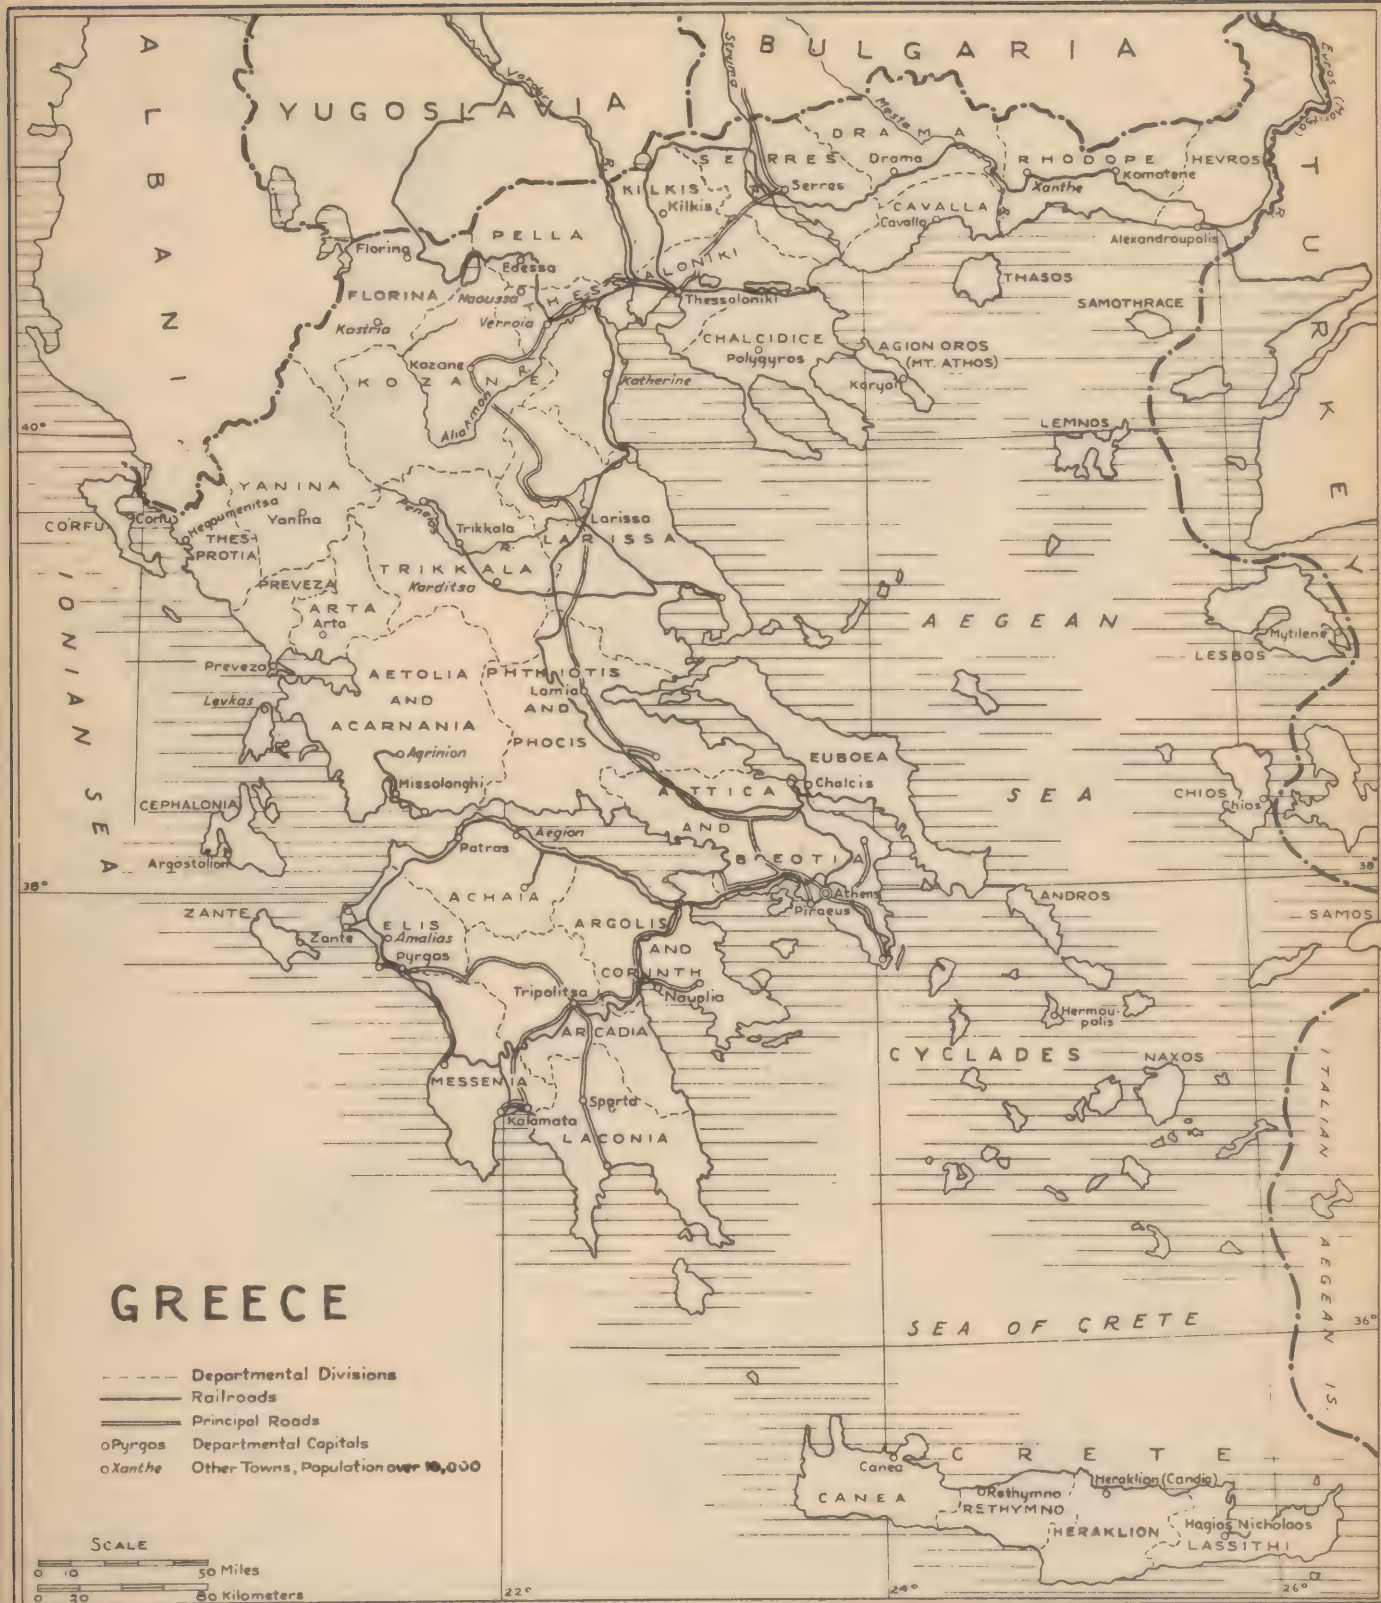 ALBANIA
BULGARIA
YUGOSLAVIA
TURKEY
Vardar
R.
Struma
R.
Mesta
R.
Evros (Maritsa)
R.
DRAMA
Drama
SERRES
Serres
RHODOPE
Xanthe
Komotene
HEVROS
KILKIS
Kilkis
CAVALLA
Cavalla
Alexandroupolis
PELLA
Edessa
Florina
FLORINA
Naoussa
THESSALONIKI
Thessaloniki
Verroia
Kastria
THASOS
SAMOTHRACE
CHALCIDICE
Polygyros
AGION OROS
(MT. ATHOS)
Karyai
Kozane
KOZANE
Katherine
Aliakmon
R.
40°
LEMNOS
YANINA
Yanina
CORFU
Corfu
Hegoumenitsa
THES-
PROTIA
Peneios
R.
Trikkala
Larissa
LARISSA
TRIKKALA
Karditsa
PREVEZA
ARTA
Arta
IONIAN SEA
AEGEAN
SEA
Mytilene
LESBOS
Preveza
AETOLIA
AND
ACARNANIA
PHTHIOTIS
AND
PHOCIS
Lamia
Levkas
Agrinion
Missolonghi
EUBOEA
Chalcis
ATTICA
AND
BŒOTIA
CHIOS
Chios
CEPHALONIA
Argostolion
Patras
Aegion
38°
38°
ACHAIA
Athens
Piraeus
ANDROS
SAMOS
ZANTE
Zante
ELIS
Amalias
Pyrgos
ARGOLIS
AND
CORINTH
Nauplia
Tripolitsa
ARCADIA
Hermou-
polis
CYCLADES
NAXOS
MESSENIA
Kalamata
Sparta
LACONIA
ITALIAN AEGEAN IS.
GREECE
SEA OF CRETE
36°
Departmental Divisions
Railroads
Principal Roads
Pyrgos Departmental Capitals
Xanthe Other Towns, Population over 10,000
CRETE
Canea
CANEA
Rethymno
RETHYMNO
Heraklion (Candia)
HERAKLION
Hagios Nicholaos
LASSITHI
SCALE
0 10 50 Miles
0 20 80 Kilometers
22°
24°
26°